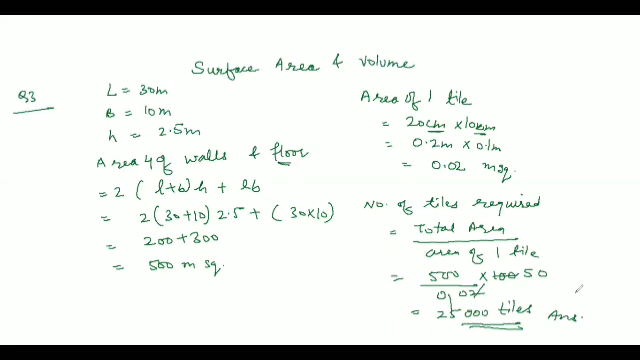 Surface Area & Volume
Q3
L = 30m
B = 10m
h = 2.5m
Area 4 of walls & floor
= 2 ( l+b) h + lb
= 2 (30+10) 2.5 + ( 30×10)
= 200+300
= 500 m sq.
Area of 1 tile
= 20cm × 10cm
= 0.2m × 0.1m
= 0.02 m sq.
No. of tiles required
= Total Area
area of 1 tile
= 500 × 100 50
0.02
= 25000 tiles Ans.